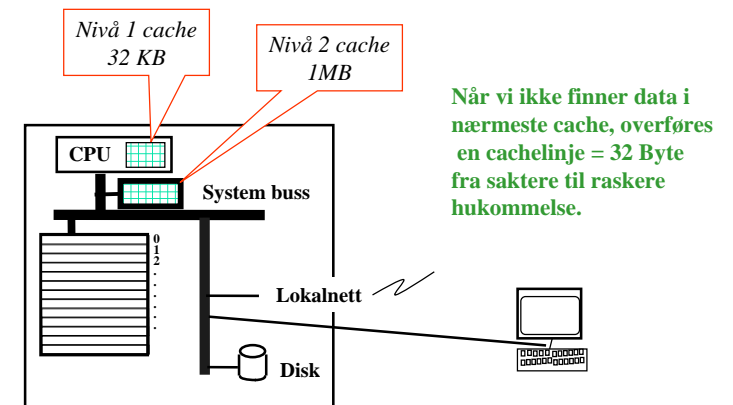 Nivå 1 cache
32 KB
Nivå 2 cache
1MB
Når vi ikke finner data i
nærmeste cache, overføres
en cachelinje = 32 Byte
fra saktere til raskere
hukommelse.
CPU
System buss
0
1
2
.
.
.
.
.
.
Lokalnett
Disk